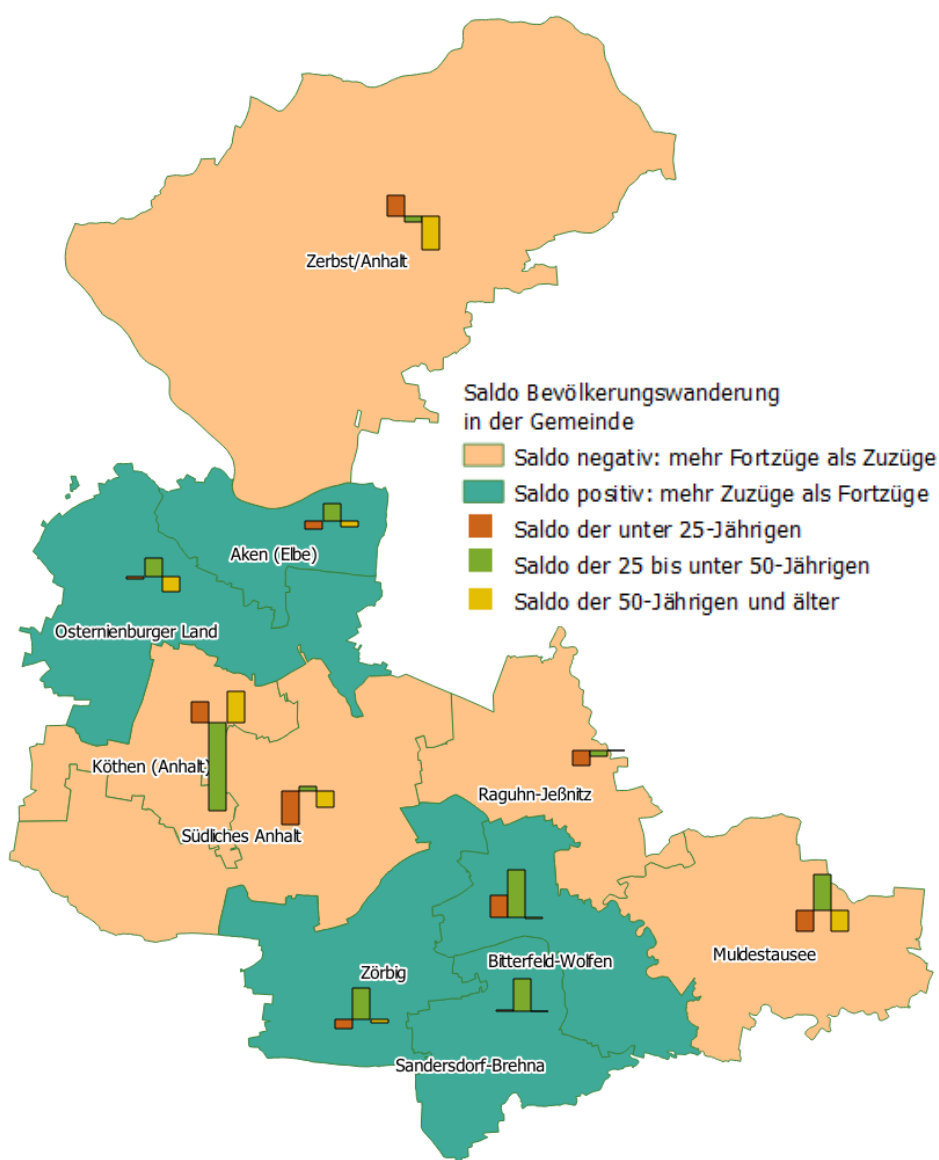 Zerbst/Anhalt
Saldo Bevölkerungswanderung
in der Gemeinde
Saldo negativ: mehr Fortzüge als Zuzüge
Saldo positiv: mehr Zuzüge als Fortzüge
Saldo der unter 25-Jährigen
Saldo der 25 bis unter 50-Jährigen
Saldo der 50-Jährigen und älter
Aken (Elbe)
Osternienburger Land
Köthen (Anhalt)
Raguhn-Jeßnitz
Südliches Anhalt
Muldestausee
Bitterfeld-Wolfen
Zörbig
Sandersdorf-Brehna